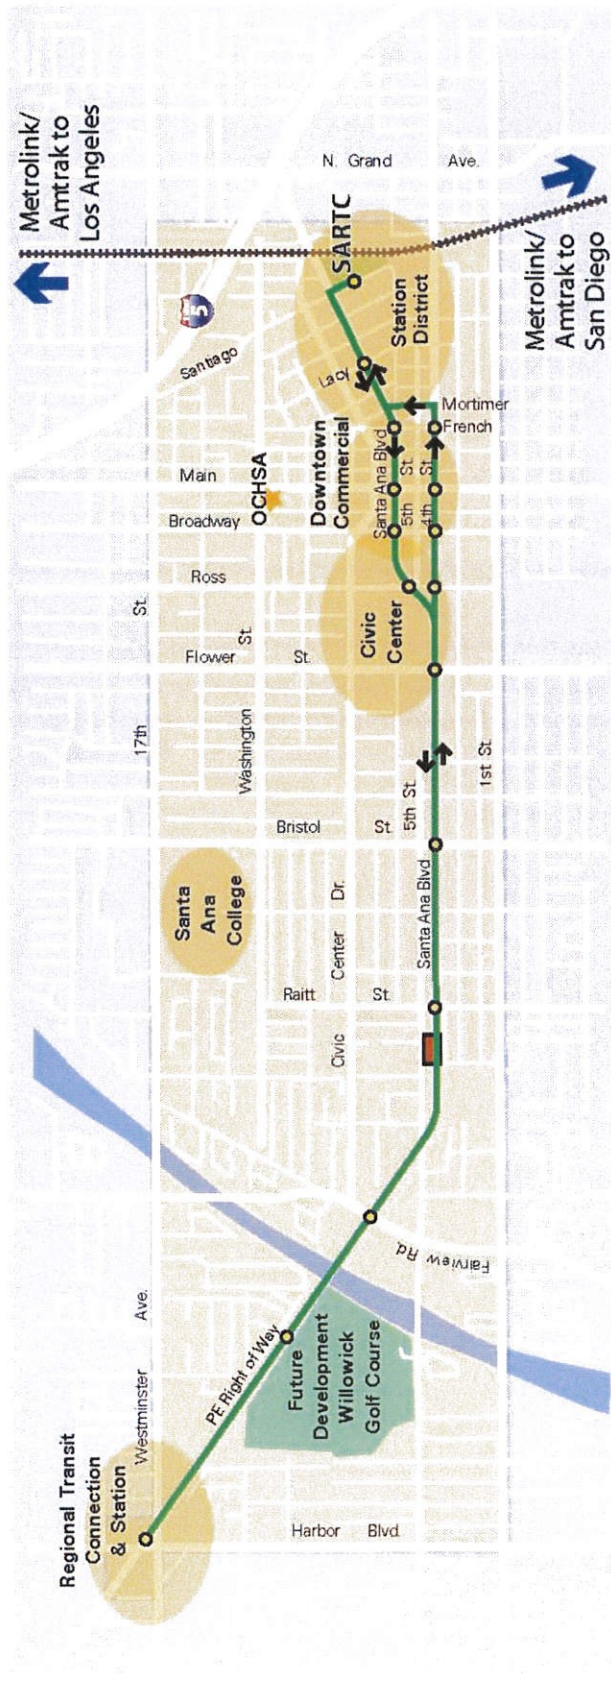 Regional Transit
Connection
& Station
Westminster Ave.
PE Right of Way
Harbor Blvd.
Future
Development
Willowick
Golf Course
Fairview Rd.
Civic Center Dr.
Raitt St.
Santa
Ana
College
Santa Ana Blvd
Bristol St.
5th St.
1st St.
17th St.
Washington St.
Flower St.
Civic
Center
Ross
Broadway
Main
OCHSA
Downtown
Commercial
Santa Ana Blvd
5th St.
4th St.
French
Mortimer
Lacy
Santiago
5
Station
District
SARTC
N. Grand Ave.
Metrolink/
Amtrak to
Los Angeles
Metrolink/
Amtrak to
San Diego